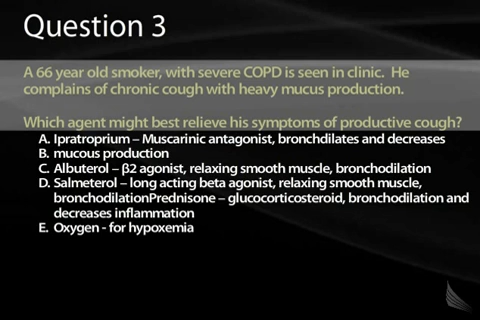 Question 3
A 66 year old smoker, with severe COPD is seen in clinic. He
complains of chronic cough with heavy mucus production.
Which agent might best relieve his symptoms of productive cough?
A. Ipratroprium – Muscarinic antagonist, bronchdilates and decreases
B. mucous production
C. Albuterol – β2 agonist, relaxing smooth muscle, bronchodilation
D. Salmeterol – long acting beta agonist, relaxing smooth muscle,
bronchodilationPrednisone – glucocorticosteroid, bronchodilation and
decreases inflammation
E. Oxygen - for hypoxemia